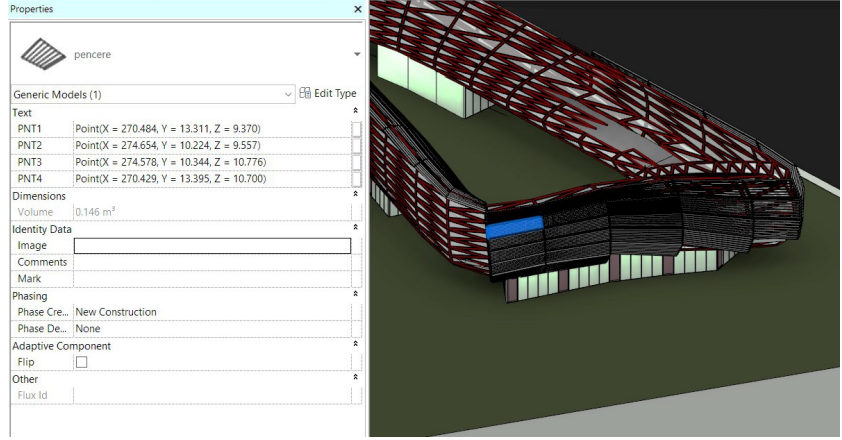 Properties
pencere
Generic Models (1)
Edit Type
Text
PNT1 Point(X = 270.484, Y = 13.311, Z = 9.370)
PNT2 Point(X = 274.654, Y = 10.224, Z = 9.557)
PNT3 Point(X = 274.578, Y = 10.344, Z = 10.776)
PNT4 Point(X = 270.429, Y = 13.395, Z = 10.700)
Dimensions
Volume 0.146 m³
Identity Data
Image
Comments
Mark
Phasing
Phase Cre... New Construction
Phase De... None
Adaptive Component
Flip
Other
Flux Id